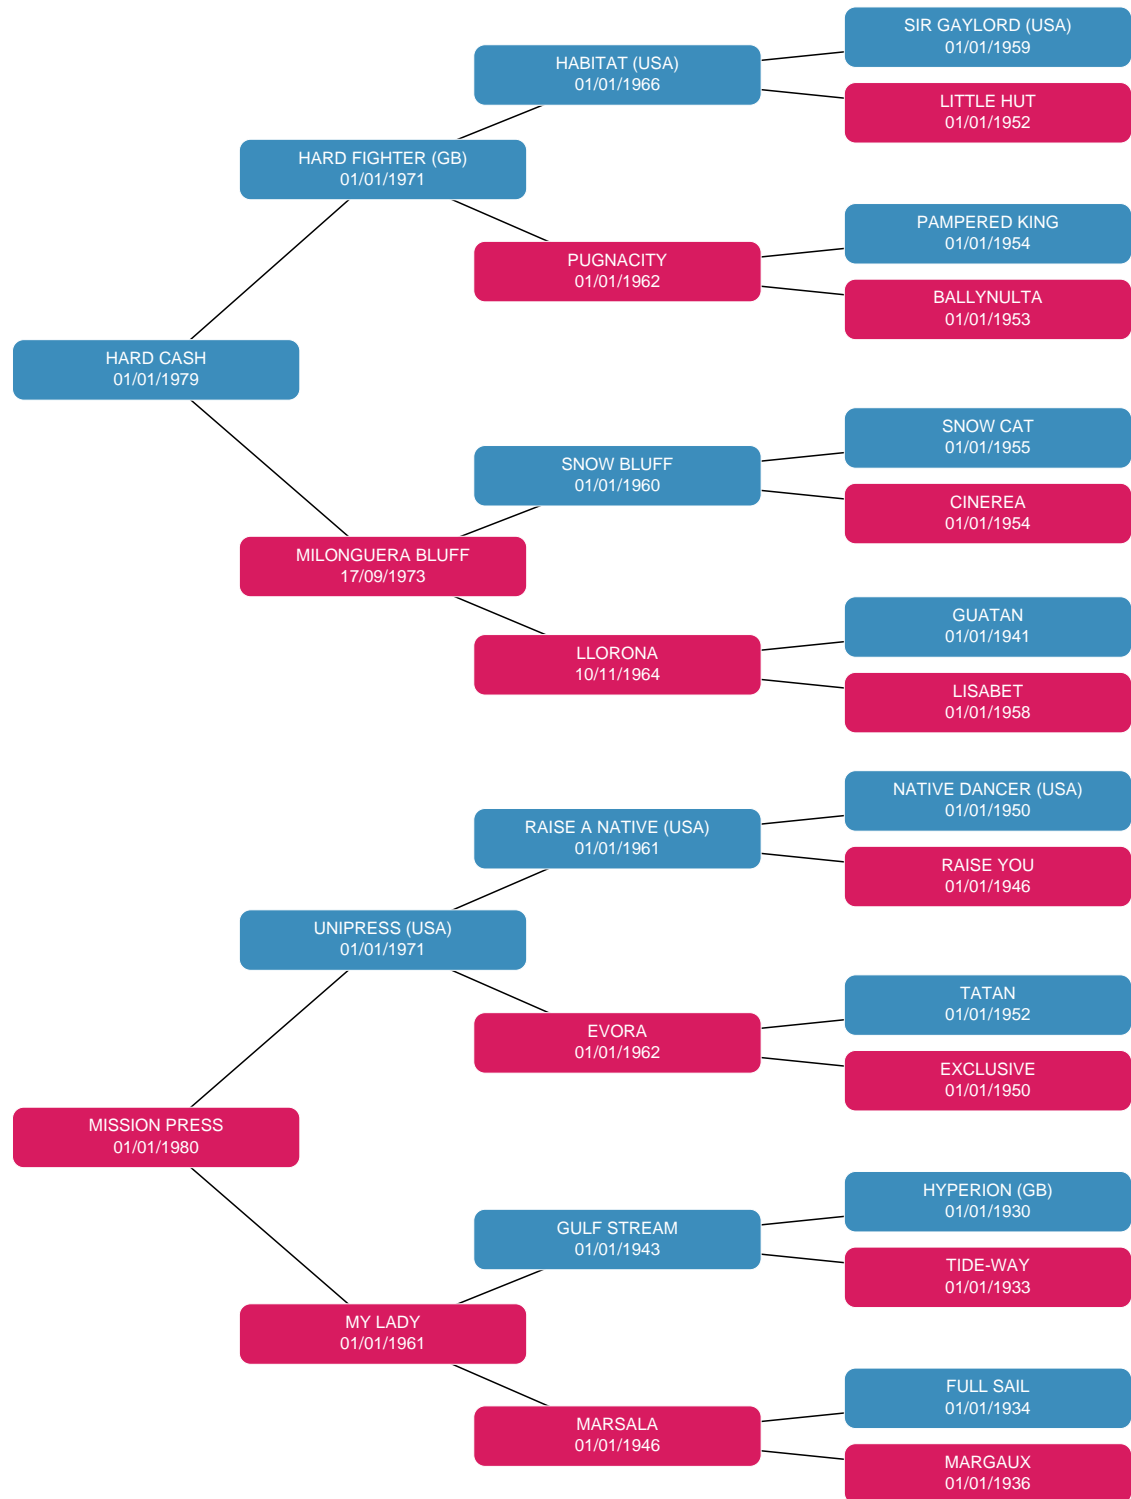 SIR GAYLORD (USA)
01/01/1959
HABITAT (USA)
01/01/1966
LITTLE HUT
01/01/1952
HARD FIGHTER (GB)
01/01/1971
PAMPERED KING
01/01/1954
PUGNACITY
01/01/1962
BALLYNULTA
01/01/1953
HARD CASH
01/01/1979
SNOW CAT
01/01/1955
SNOW BLUFF
01/01/1960
CINEREA
01/01/1954
MILONGUERA BLUFF
17/09/1973
GUATAN
01/01/1941
LLORONA
10/11/1964
LISABET
01/01/1958
NATIVE DANCER (USA)
01/01/1950
RAISE A NATIVE (USA)
01/01/1961
RAISE YOU
01/01/1946
UNIPRESS (USA)
01/01/1971
TATAN
01/01/1952
EVORA
01/01/1962
EXCLUSIVE
01/01/1950
MISSION PRESS
01/01/1980
HYPERION (GB)
01/01/1930
GULF STREAM
01/01/1943
TIDE-WAY
01/01/1933
MY LADY
01/01/1961
FULL SAIL
01/01/1934
MARSALA
01/01/1946
MARGAUX
01/01/1936